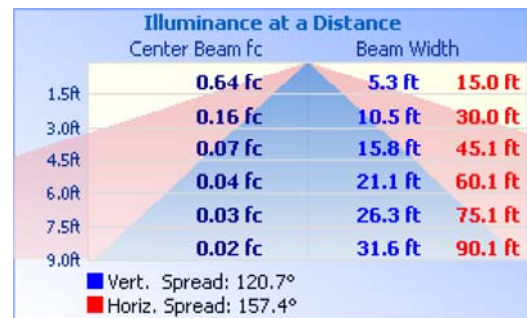 Illuminance at a Distance
Center Beam fc Beam Width
1.5ft 0.64 fc 5.3 ft 15.0 ft
3.0ft 0.16 fc 10.5 ft 30.0 ft
4.5ft 0.07 fc 15.8 ft 45.1 ft
6.0ft 0.04 fc 21.1 ft 60.1 ft
7.5ft 0.03 fc 26.3 ft 75.1 ft
9.0ft 0.02 fc 31.6 ft 90.1 ft
Vert. Spread: 120.7°
Horiz. Spread: 157.4°